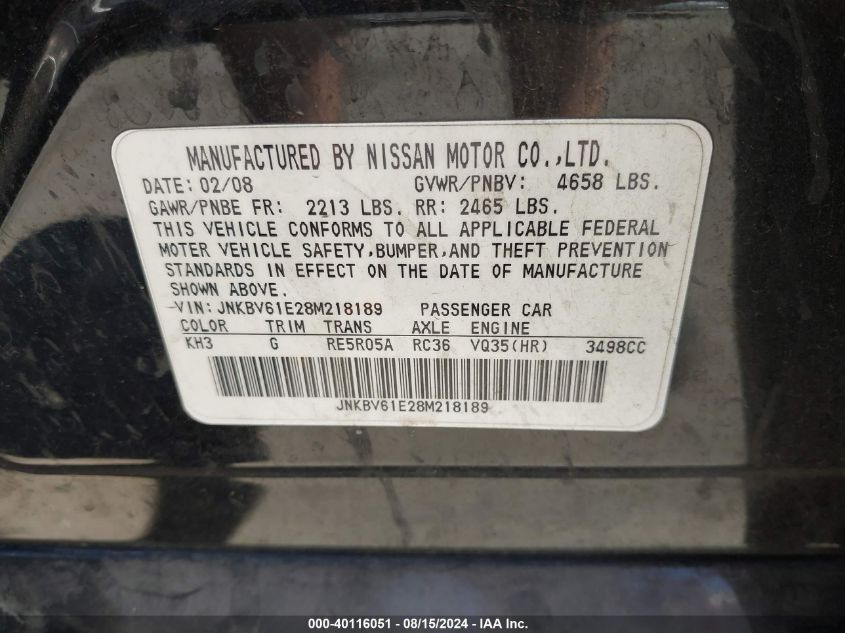 MANUFACTURED BY NISSAN MOTOR CO.,LTD.
DATE: 02/08 GVWR/PNBV: 4658 LBS.
GAWR/PNBE FR: 2213 LBS. RR: 2465 LBS.
THIS VEHICLE CONFORMS TO ALL APPLICABLE FEDERAL
MOTOR VEHICLE SAFETY,BUMPER,AND THEFT PREVENTION
STANDARDS IN EFFECT ON THE DATE OF MANUFACTURE
SHOWN ABOVE.
VIN: JNKBV61E28M218189 PASSENGER CAR
COLOR TRIM TRANS AXLE ENGINE
KH3 G RE5R05A RC36 VQ35(HR) 3498CC
JNKBV61E28M218189
000-40116051 - 08/15/2024 - IAA Inc.